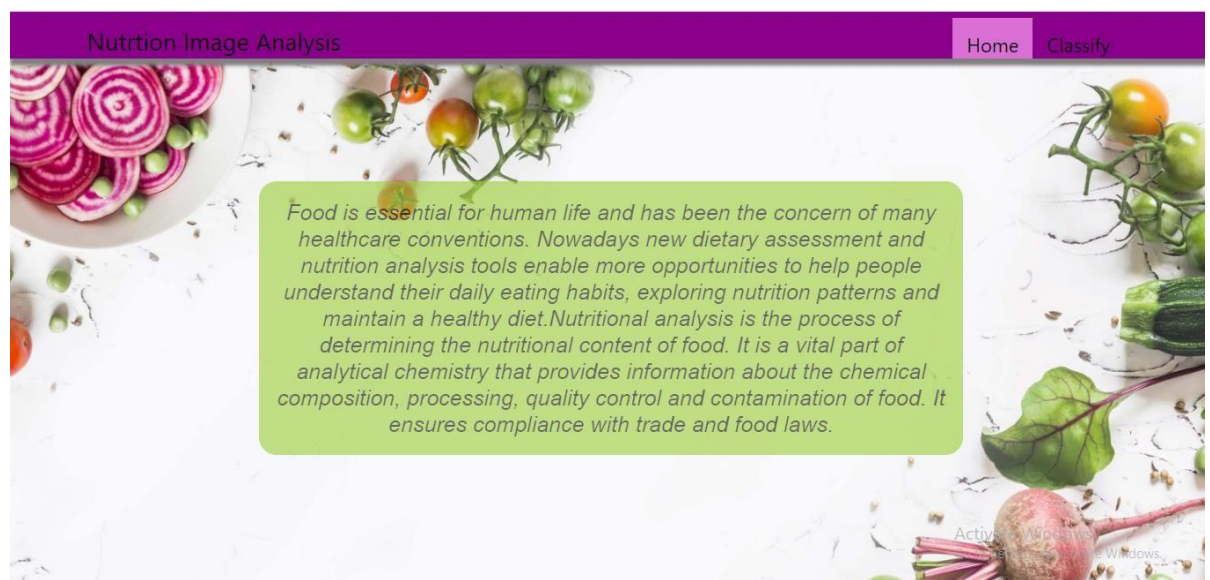 Nutrtion Image Analysis
Home
Classify
Food is essential for human life and has been the concern of many
healthcare conventions. Nowadays new dietary assessment and
nutrition analysis tools enable more opportunities to help people
understand their daily eating habits, exploring nutrition patterns and
maintain a healthy diet.Nutritional analysis is the process of
determining the nutritional content of food. It is a vital part of
analytical chemistry that provides information about the chemical
composition, processing, quality control and contamination of food. It
ensures compliance with trade and food laws.
Windows.